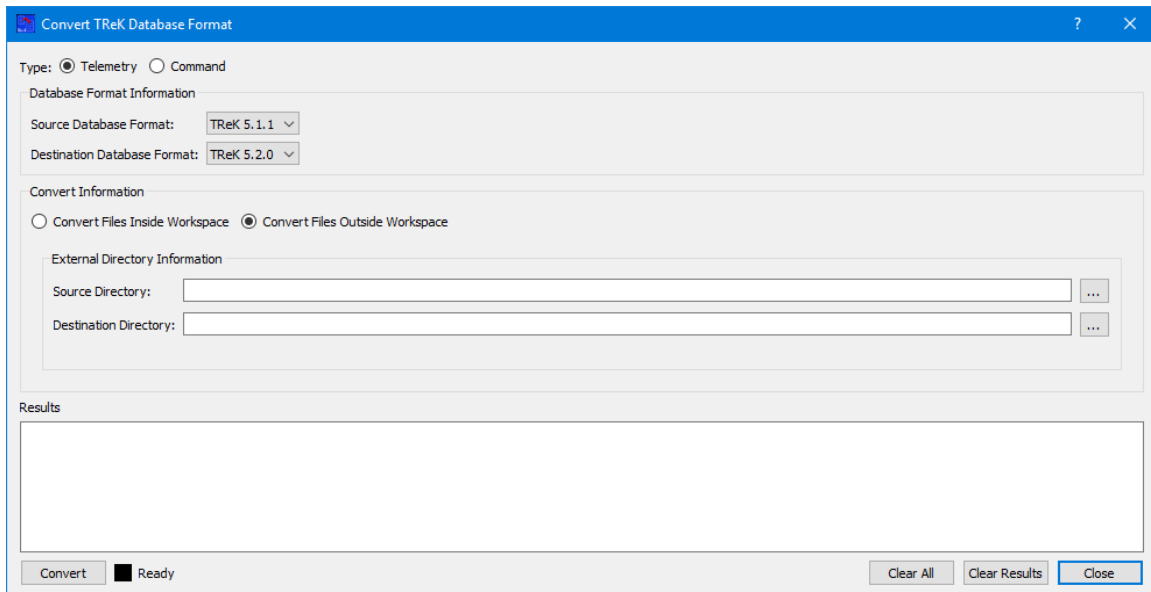 Convert TReK Database Format ?
Type: Telemetry Command
Database Format Information
Source Database Format: TReK 5.1.1
Destination Database Format: TReK 5.2.0
Convert Information
Convert Files Inside Workspace Convert Files Outside Workspace
External Directory Information
Source Directory: ...
Destination Directory: ...
Results
Convert Ready Clear All Clear Results Close